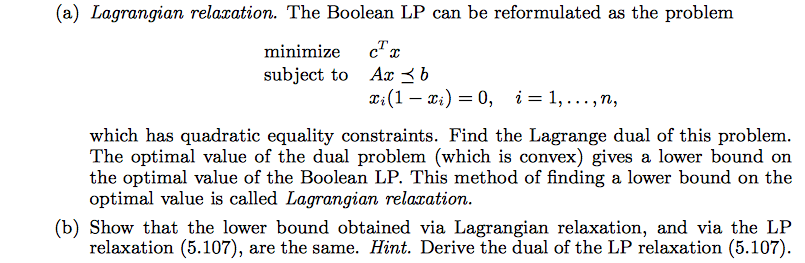 (a) Lagrangian relaxation. The Boolean LP can be reformulated as the problem
minimize cᵀx
subject to Ax ⪯ b
xᵢ(1 − xᵢ) = 0, i = 1, . . . , n,
which has quadratic equality constraints. Find the Lagrange dual of this problem.
The optimal value of the dual problem (which is convex) gives a lower bound on
the optimal value of the Boolean LP. This method of finding a lower bound on the
optimal value is called Lagrangian relaxation.
(b) Show that the lower bound obtained via Lagrangian relaxation, and via the LP
relaxation (5.107), are the same. Hint. Derive the dual of the LP relaxation (5.107).